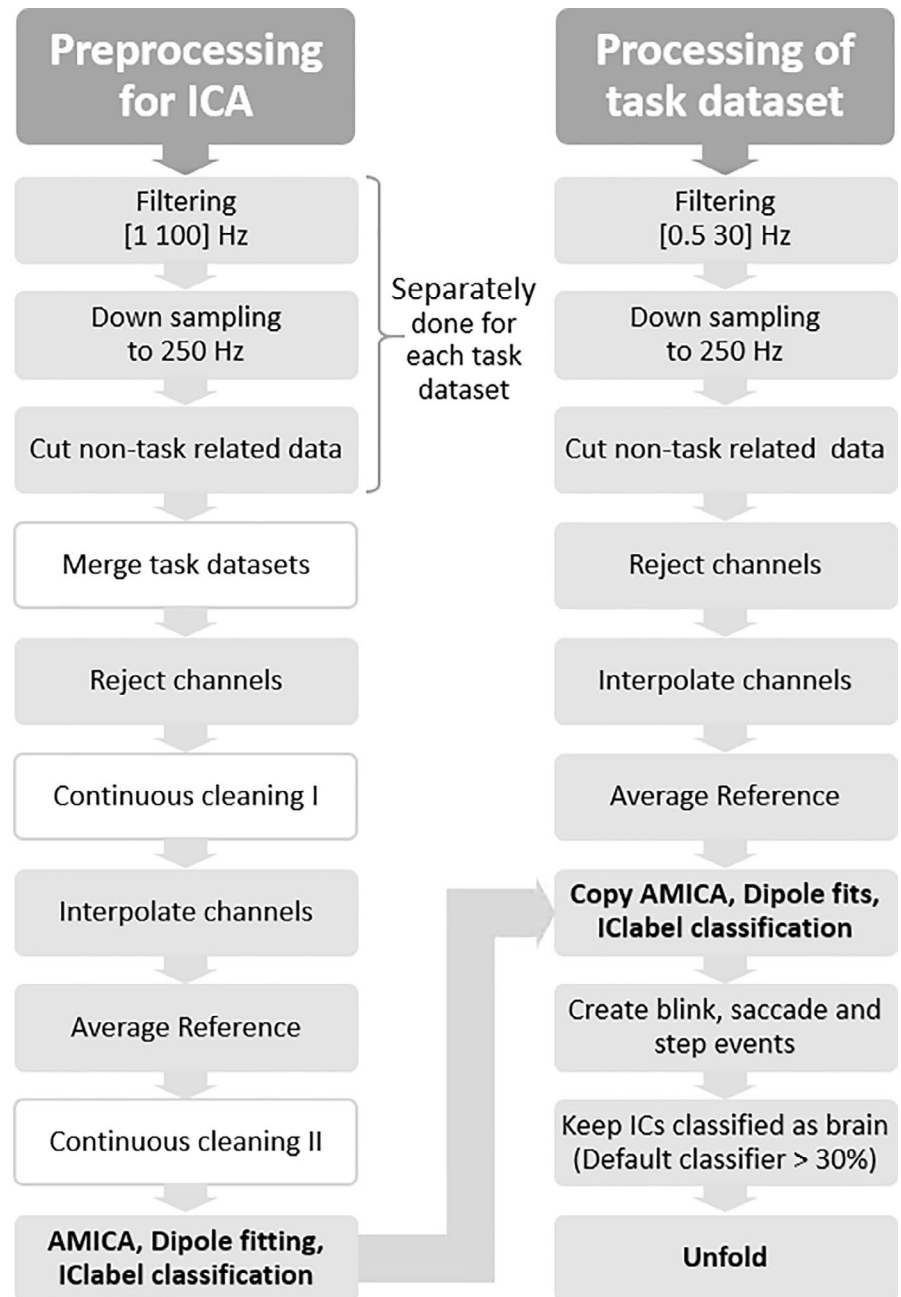 Preprocessing
for ICA
Filtering
[1 100] Hz
Down sampling
to 250 Hz
Cut non-task related data
Separately
done for
each task
dataset
Merge task datasets
Reject channels
Continuous cleaning I
Interpolate channels
Average Reference
Continuous cleaning II
AMICA, Dipole fitting,
IClabel classification
Processing of
task dataset
Filtering
[0.5 30] Hz
Down sampling
to 250 Hz
Cut non-task related data
Reject channels
Interpolate channels
Average Reference
Copy AMICA, Dipole fits,
IClabel classification
Create blink, saccade and
step events
Keep ICs classified as brain
(Default classifier > 30%)
Unfold